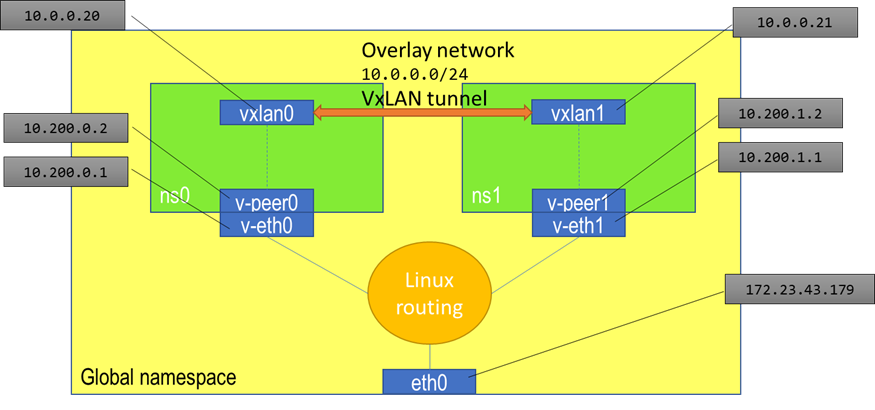 10.0.0.20
10.0.0.21
Overlay network
10.0.0.0/24
VxLAN tunnel
vxlan0
vxlan1
10.200.0.2
10.200.1.2
10.200.0.1
10.200.1.1
ns0
v-peer0
v-eth0
ns1
v-peer1
v-eth1
Linux
routing
172.23.43.179
Global namespace
eth0